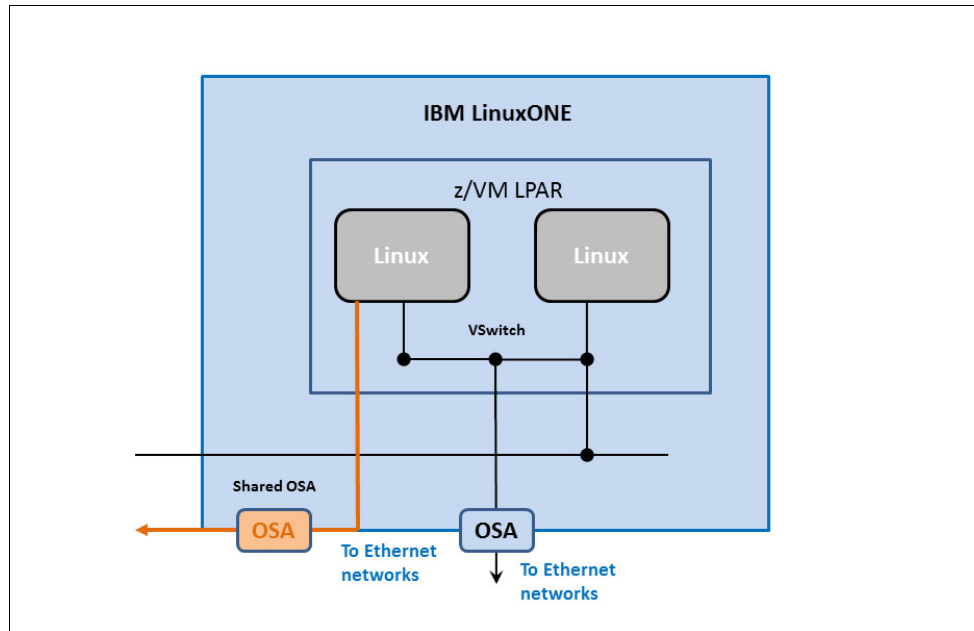 IBM LinuxONE
z/VM LPAR
Linux
Linux
VSwitch
Shared OSA
OSA
OSA
To Ethernet
networks
To Ethernet
networks